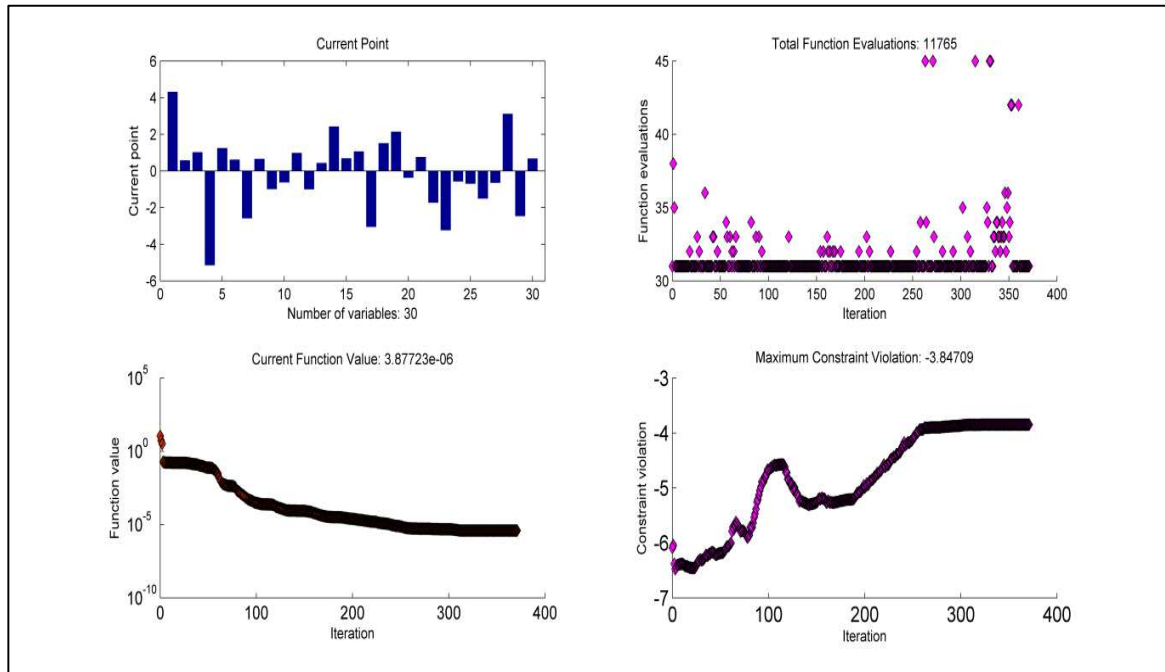 Current Point
6
4
2
0
-2
-4
-6
Current point
0 5 10 15 20 25 30
Number of variables: 30
Total Function Evaluations: 11765
45
40
35
30
Function evaluations
0 50 100 150 200 250 300 350 400
Iteration
Current Function Value: 3.87723e-06
10^5
10^0
10^-5
10^-10
Function value
0 100 200 300 400
Iteration
Maximum Constraint Violation: -3.84709
-3
-4
-5
-6
-7
Constraint violation
0 100 200 300 400
Iteration